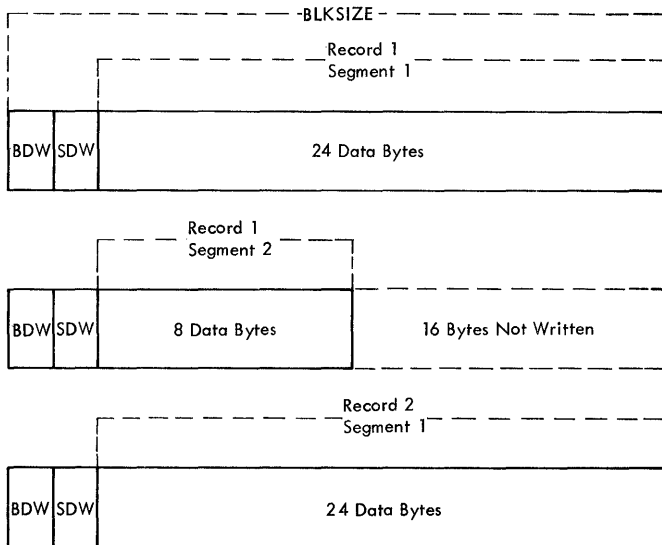 BLKSIZE
Record 1
Segment 1
BDW SDW 24 Data Bytes
Record 1
Segment 2
BDW SDW 8 Data Bytes 16 Bytes Not Written
Record 2
Segment 1
BDW SDW 24 Data Bytes